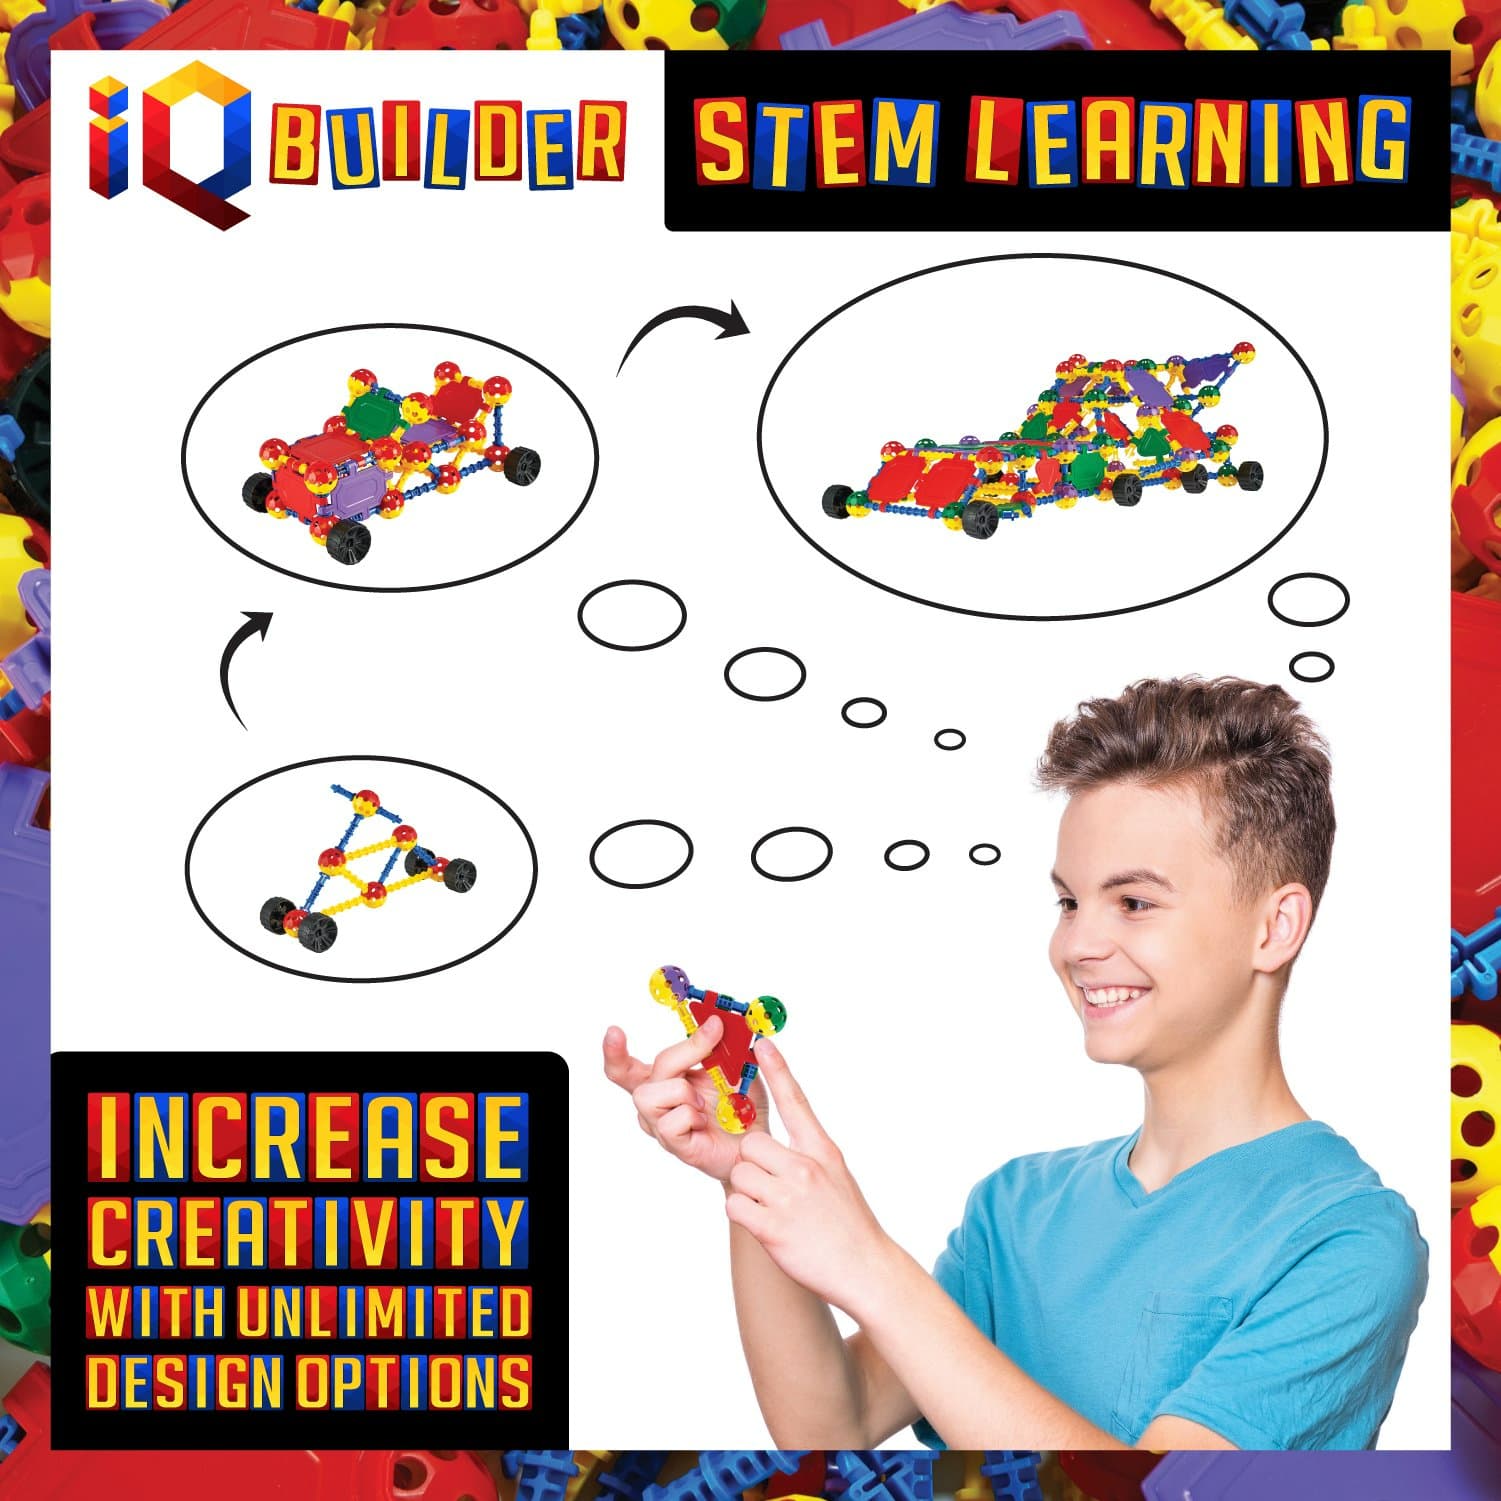 iQ BUILDER
STEM LEARNING
INCREASE
CREATIVITY
WITH UNLIMITED
DESIGN OPTIONS